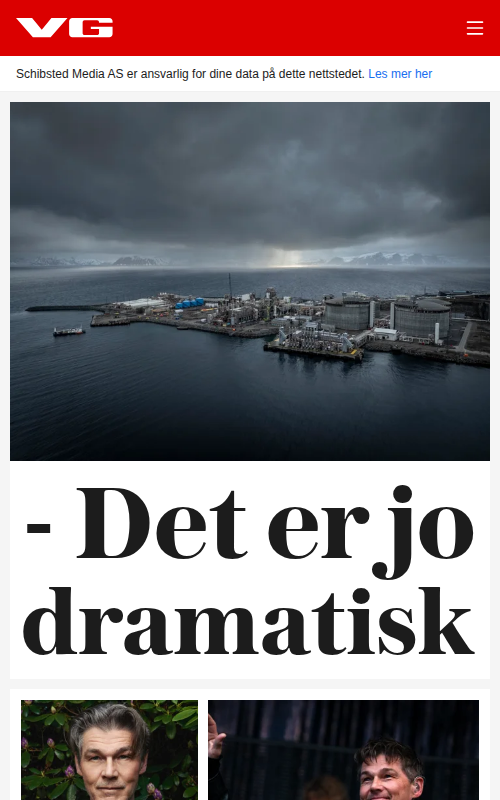 VG
Schibsted Media AS er ansvarlig for dine data på dette nettstedet. Les mer her
- Det er jo
dramatisk